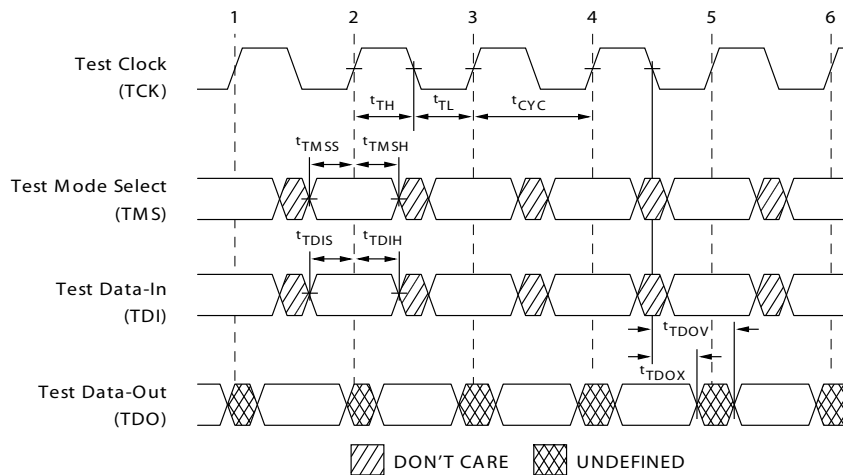 1 2 3 4 5 6
Test Clock
(TCK)
tTH tTL tCYC
tTMSS tTMSH
Test Mode Select
(TMS)
tTDIS tTDIH
Test Data-In
(TDI)
tTDOV
tTDOX
Test Data-Out
(TDO)
DON'T CARE UNDEFINED